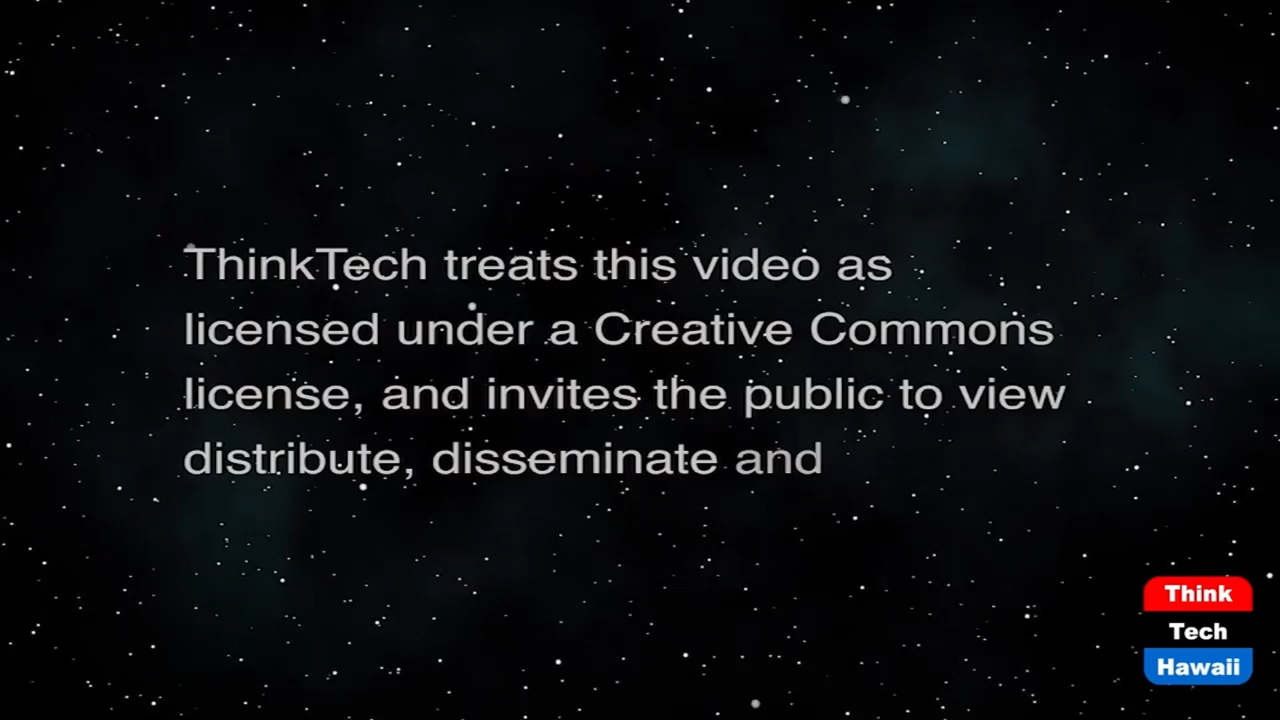 ThinkTech treats this video as
licensed under a Creative Commons
license, and invites the public to view
distribute, disseminate and
Think
Tech
Hawaii